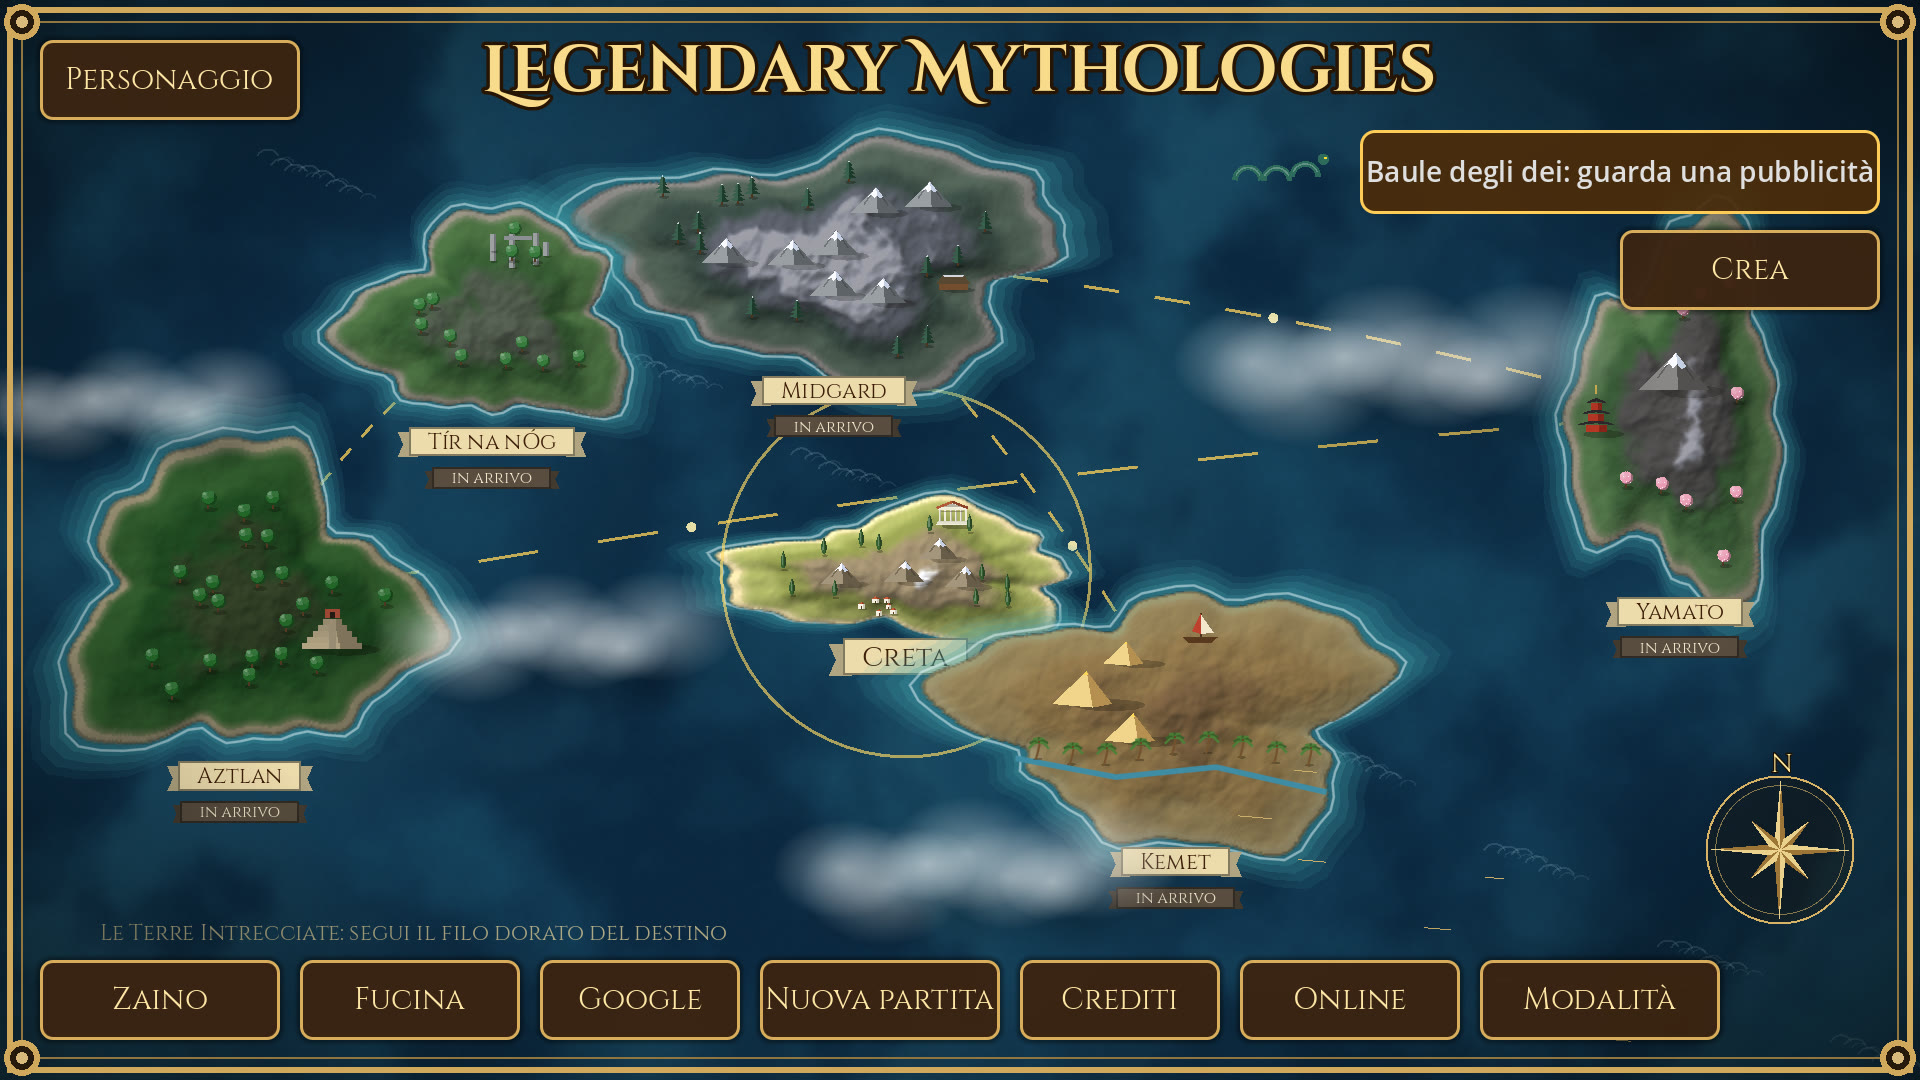 Legendary Mythologies
Personaggio
Baule degli dei: guarda una pubblicità
Crea
Midgard
in arrivo
Tír na nÓg
in arrivo
Creta
Yamato
in arrivo
Aztlan
in arrivo
Kemet
in arrivo
N
Le Terre Intrecciate: segui il filo dorato del destino
Zaino
Fucina
Google
Nuova partita
Crediti
Online
Modalità